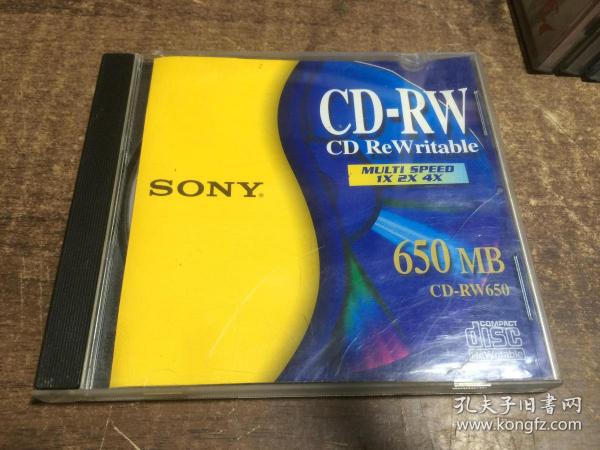 CD-RW
CD ReWritable
MULTI SPEED
1X 2X 4X
SONY®
650 MB
CD-RW650
COMPACT
disc
ReWritable
孔夫子旧書网
www.kongfz.com